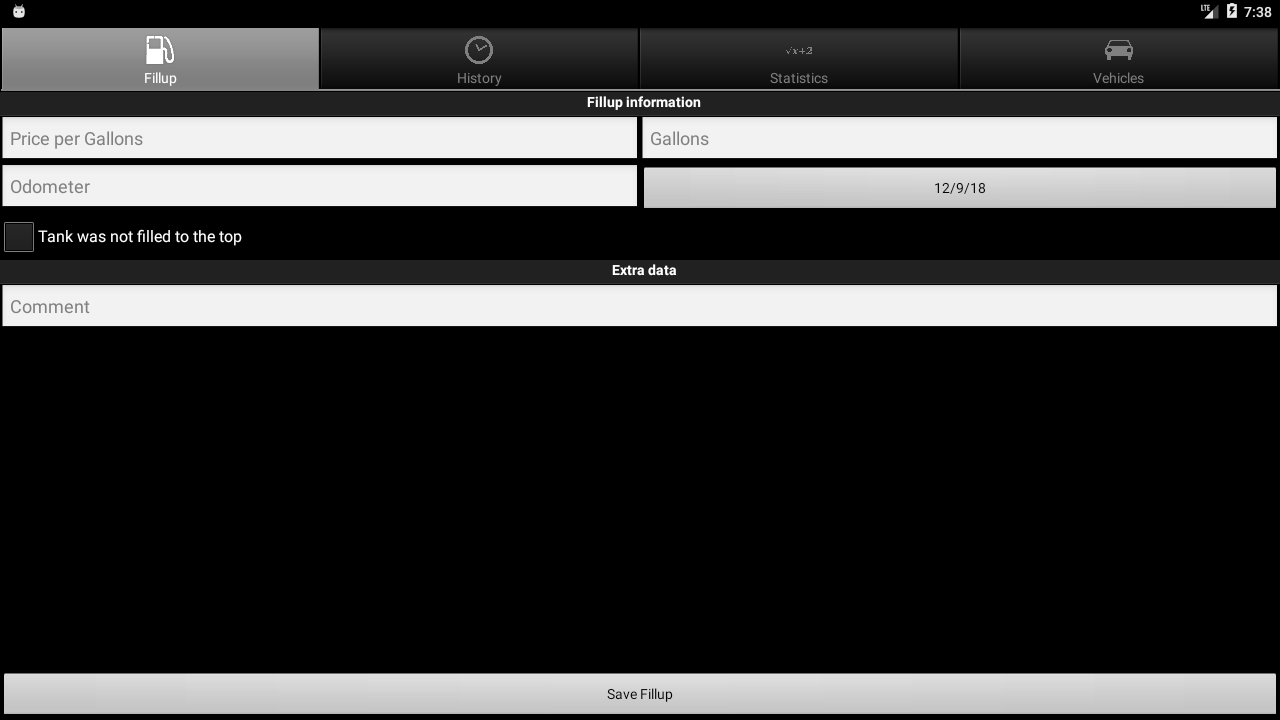 LTE 7:38
Fillup
History
√x+2
Statistics
Vehicles
Fillup information
Price per Gallons
Gallons
Odometer
12/9/18
Tank was not filled to the top
Extra data
Comment
Save Fillup